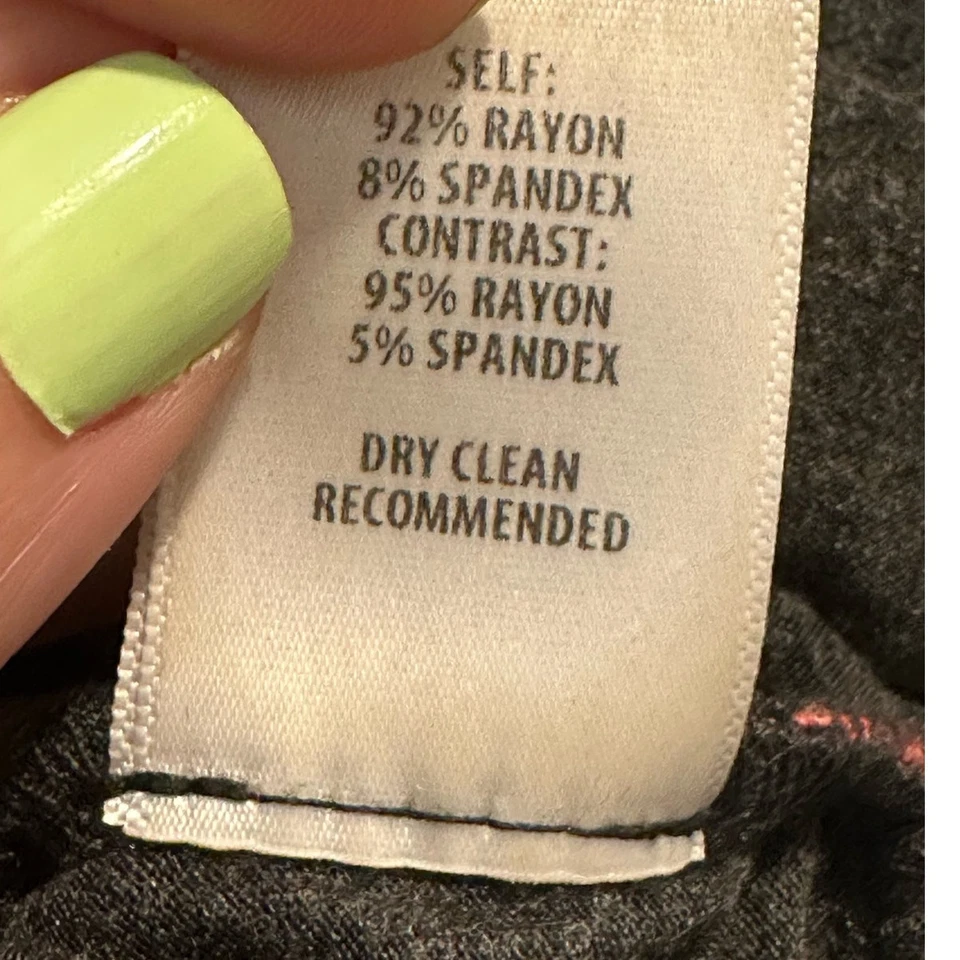 SELF:
92% RAYON
8% SPANDEX
CONTRAST:
95% RAYON
5% SPANDEX
DRY CLEAN
RECOMMENDED